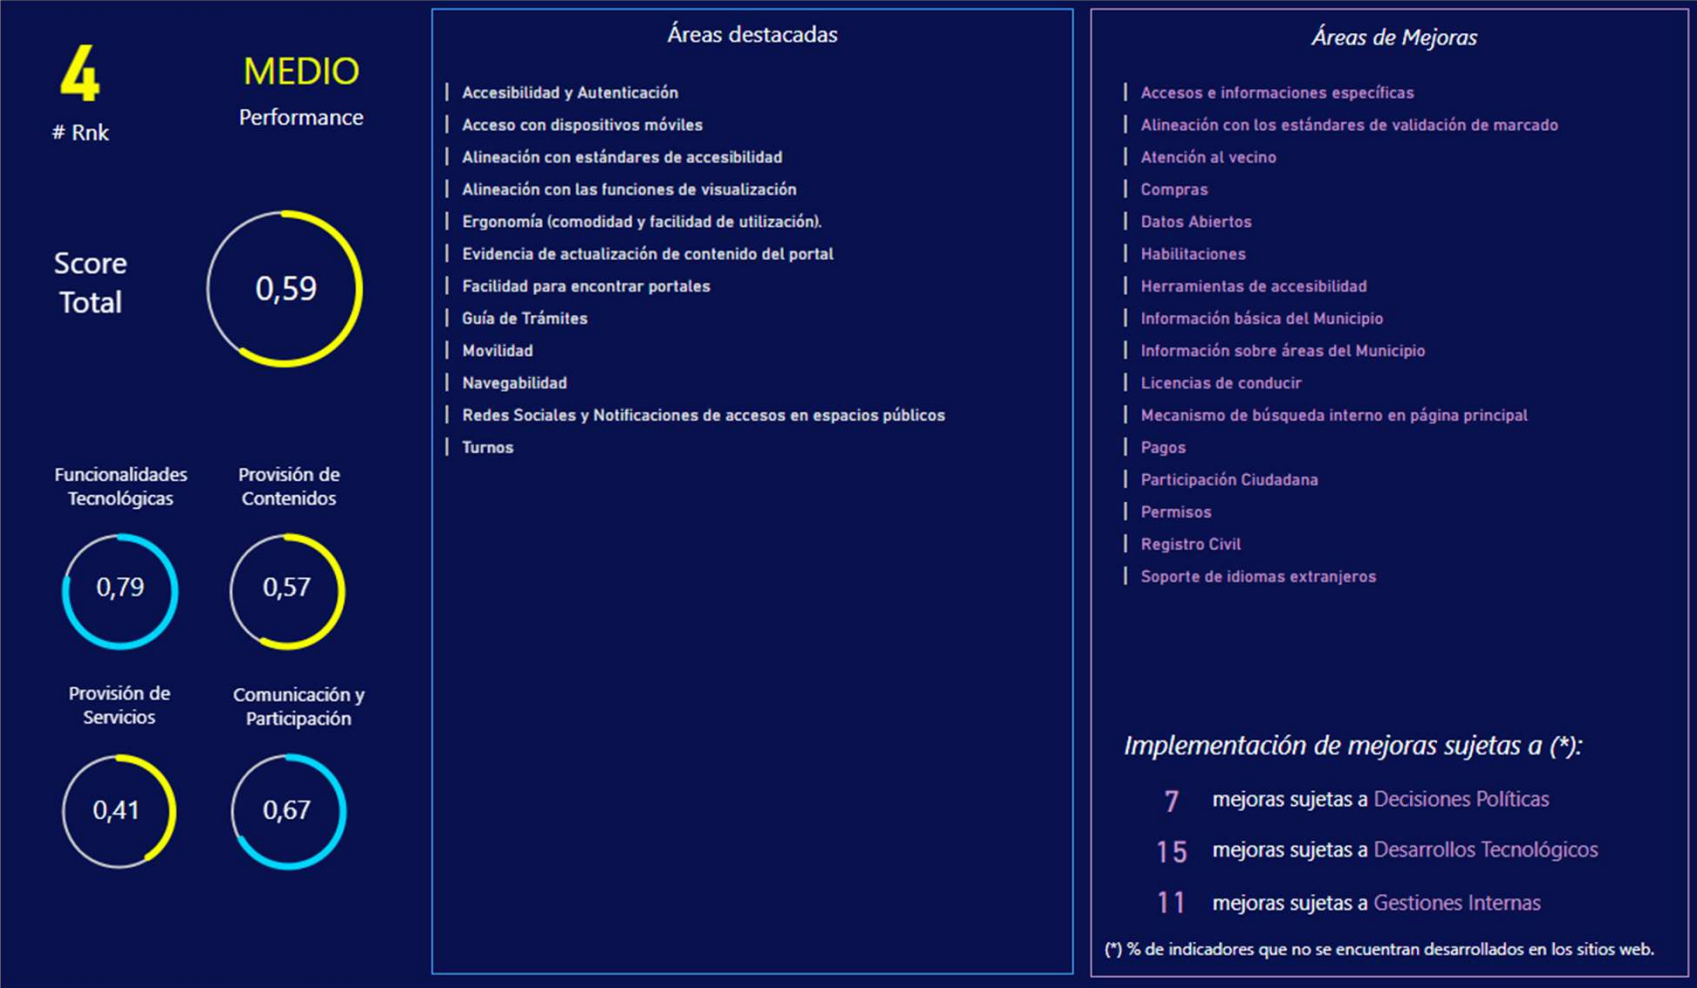 4
# Rnk
MEDIO
Performance
Score
Total
0,59
Funcionalidades
Tecnológicas
0,79
Provisión de
Contenidos
0,57
Provisión de
Servicios
0,41
Comunicación y
Participación
0,67
Áreas destacadas
Accesibilidad y Autenticación
Acceso con dispositivos móviles
Alineación con estándares de accesibilidad
Alineación con las funciones de visualización
Ergonomía (comodidad y facilidad de utilización).
Evidencia de actualización de contenido del portal
Facilidad para encontrar portales
Guía de Trámites
Movilidad
Navegabilidad
Redes Sociales y Notificaciones de accesos en espacios públicos
Turnos
Áreas de Mejoras
Accesos e informaciones específicas
Alineación con los estándares de validación de marcado
Atención al vecino
Compras
Datos Abiertos
Habilitaciones
Herramientas de accesibilidad
Información básica del Municipio
Información sobre áreas del Municipio
Licencias de conducir
Mecanismo de búsqueda interno en página principal
Pagos
Participación Ciudadana
Permisos
Registro Civil
Soporte de idiomas extranjeros
Implementación de mejoras sujetas a (*):
7 mejoras sujetas a Decisiones Políticas
15 mejoras sujetas a Desarrollos Tecnológicos
11 mejoras sujetas a Gestiones Internas
(*) % de indicadores que no se encuentran desarrollados en los sitios web.